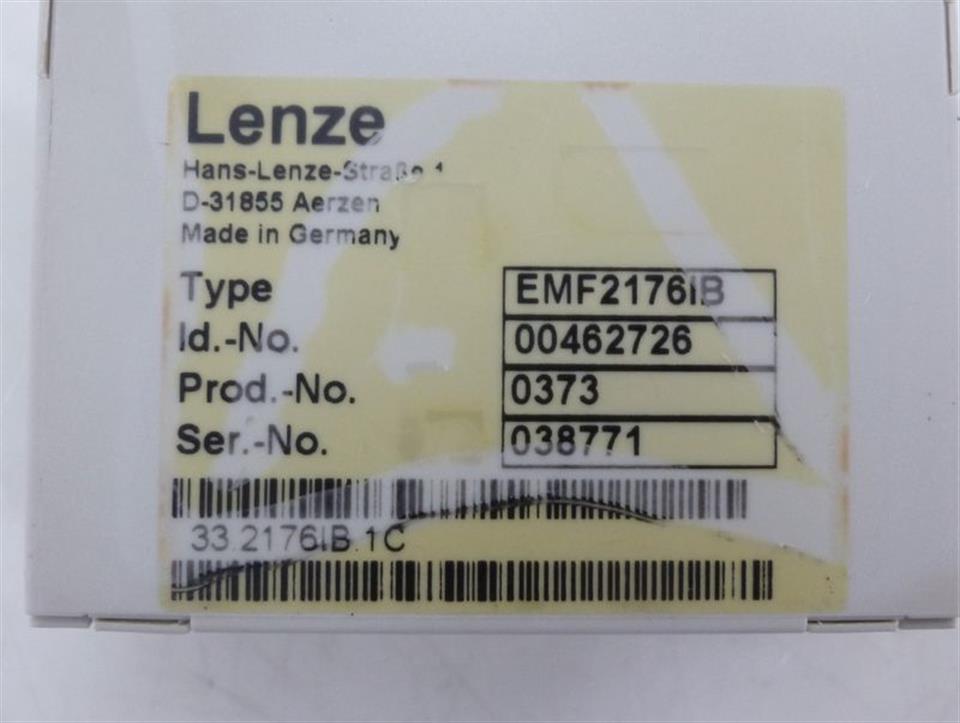 Lenze
Hans-Lenze-Straße 1
D-31855 Aerzen
Made in Germany
Type EMF2176IB
Id.-No. 00462726
Prod.-No. 0373
Ser.-No. 038771
33.2176IB.1C